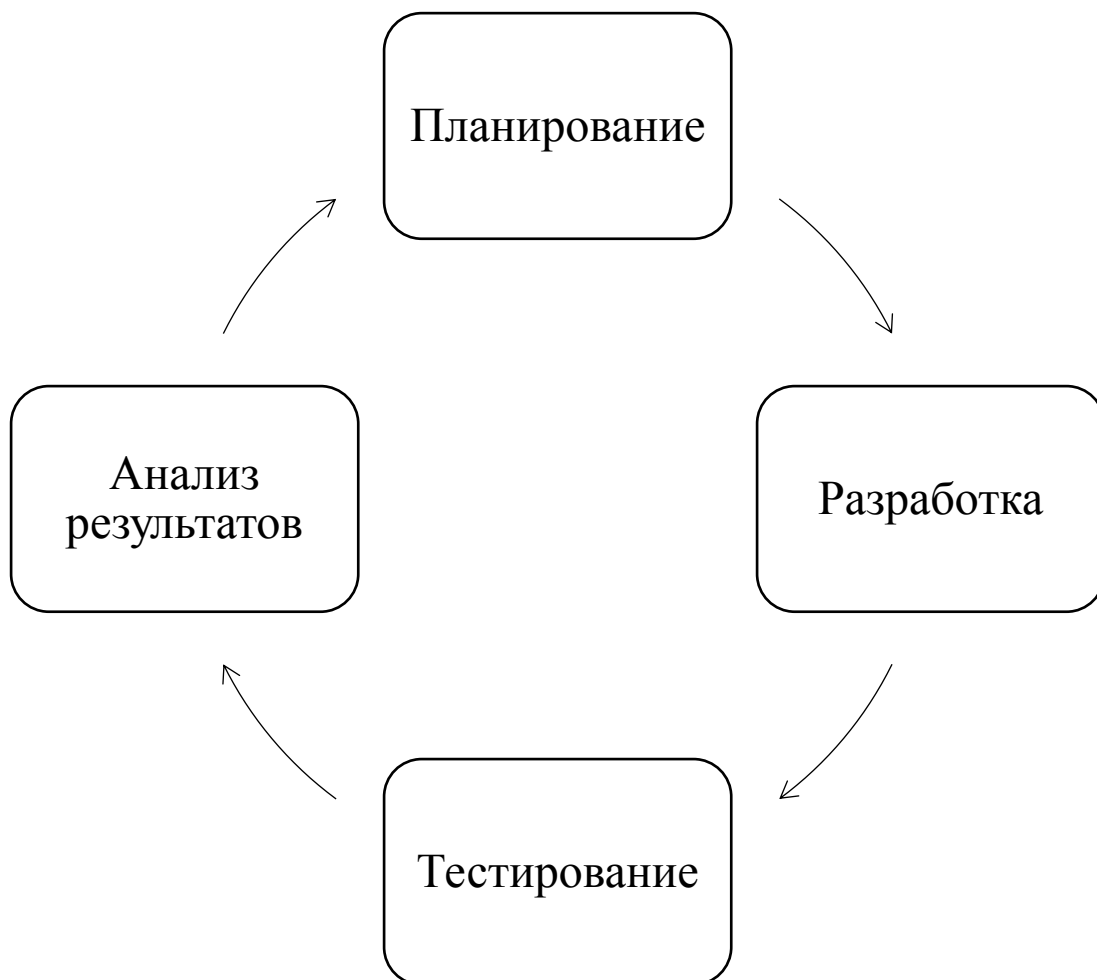 Планирование
Разработка
Тестирование
Анализ
результатов